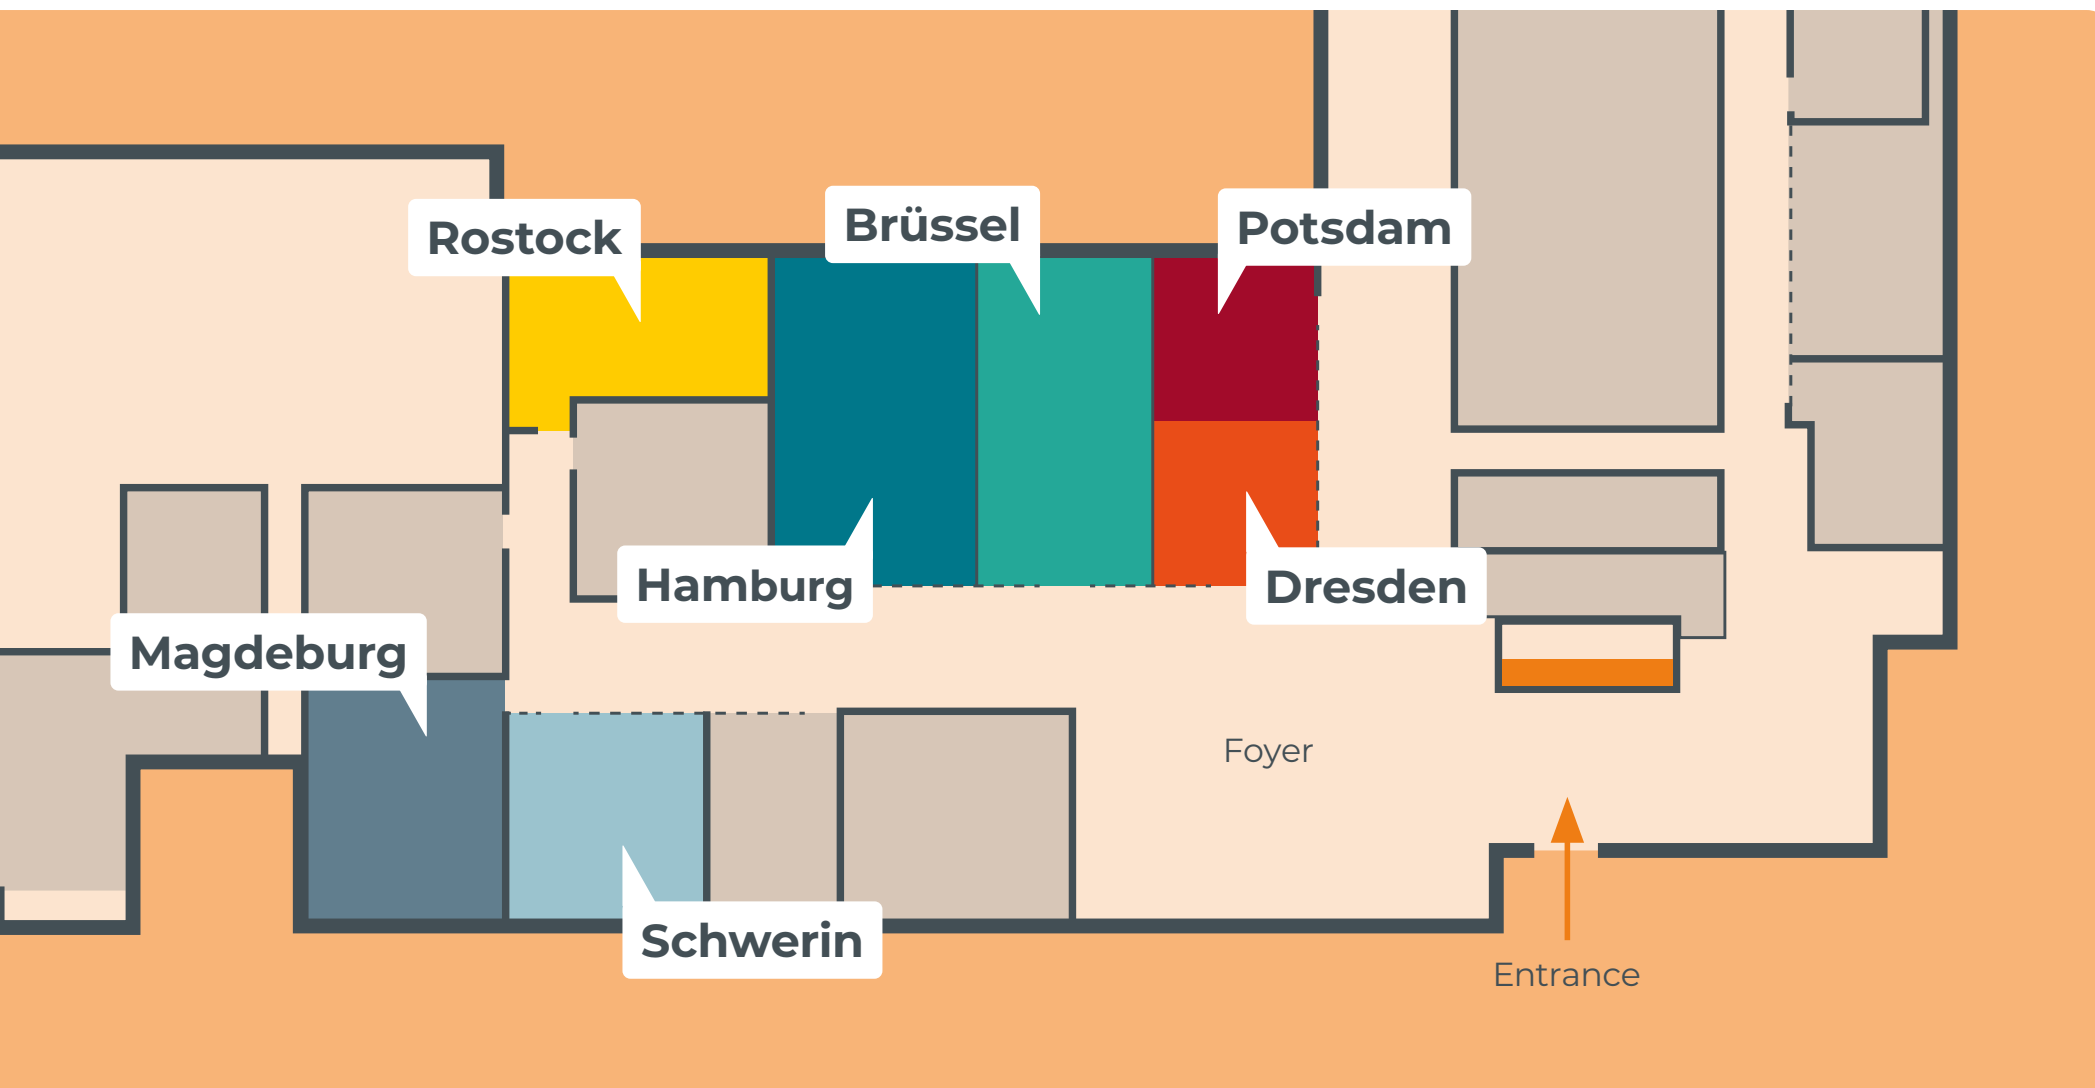 Rostock
Brüssel
Potsdam
Hamburg
Dresden
Magdeburg
Foyer
Schwerin
Entrance